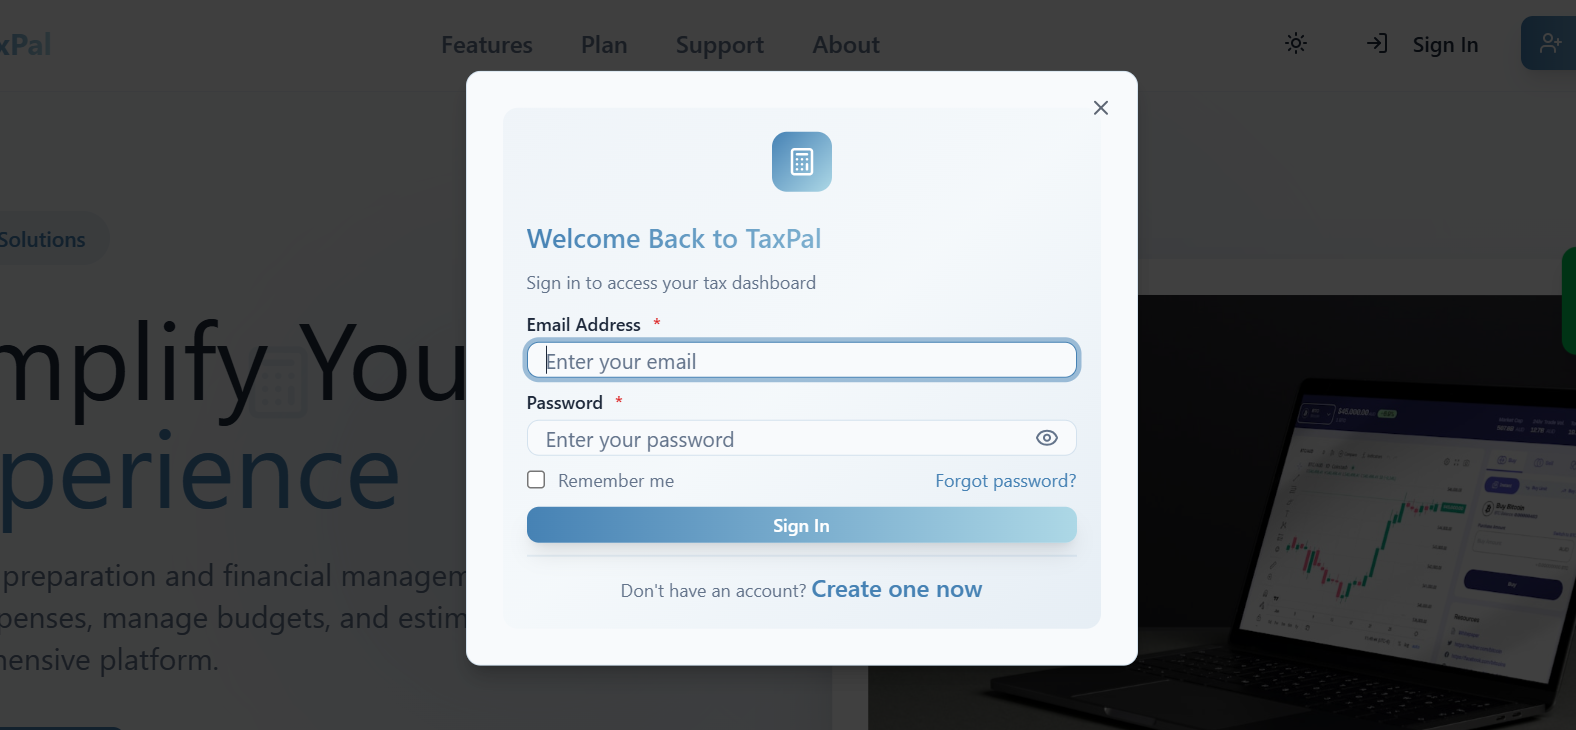 xPal
Features Plan Support About Sign In
Solutions
mplify You
perience
preparation and financial managem
penses, manage budgets, and estim
hensive platform.
Welcome Back to TaxPal
Sign in to access your tax dashboard
Email Address *
Enter your email
Password *
Enter your password
Remember me Forgot password?
Sign In
Don't have an account? Create one now